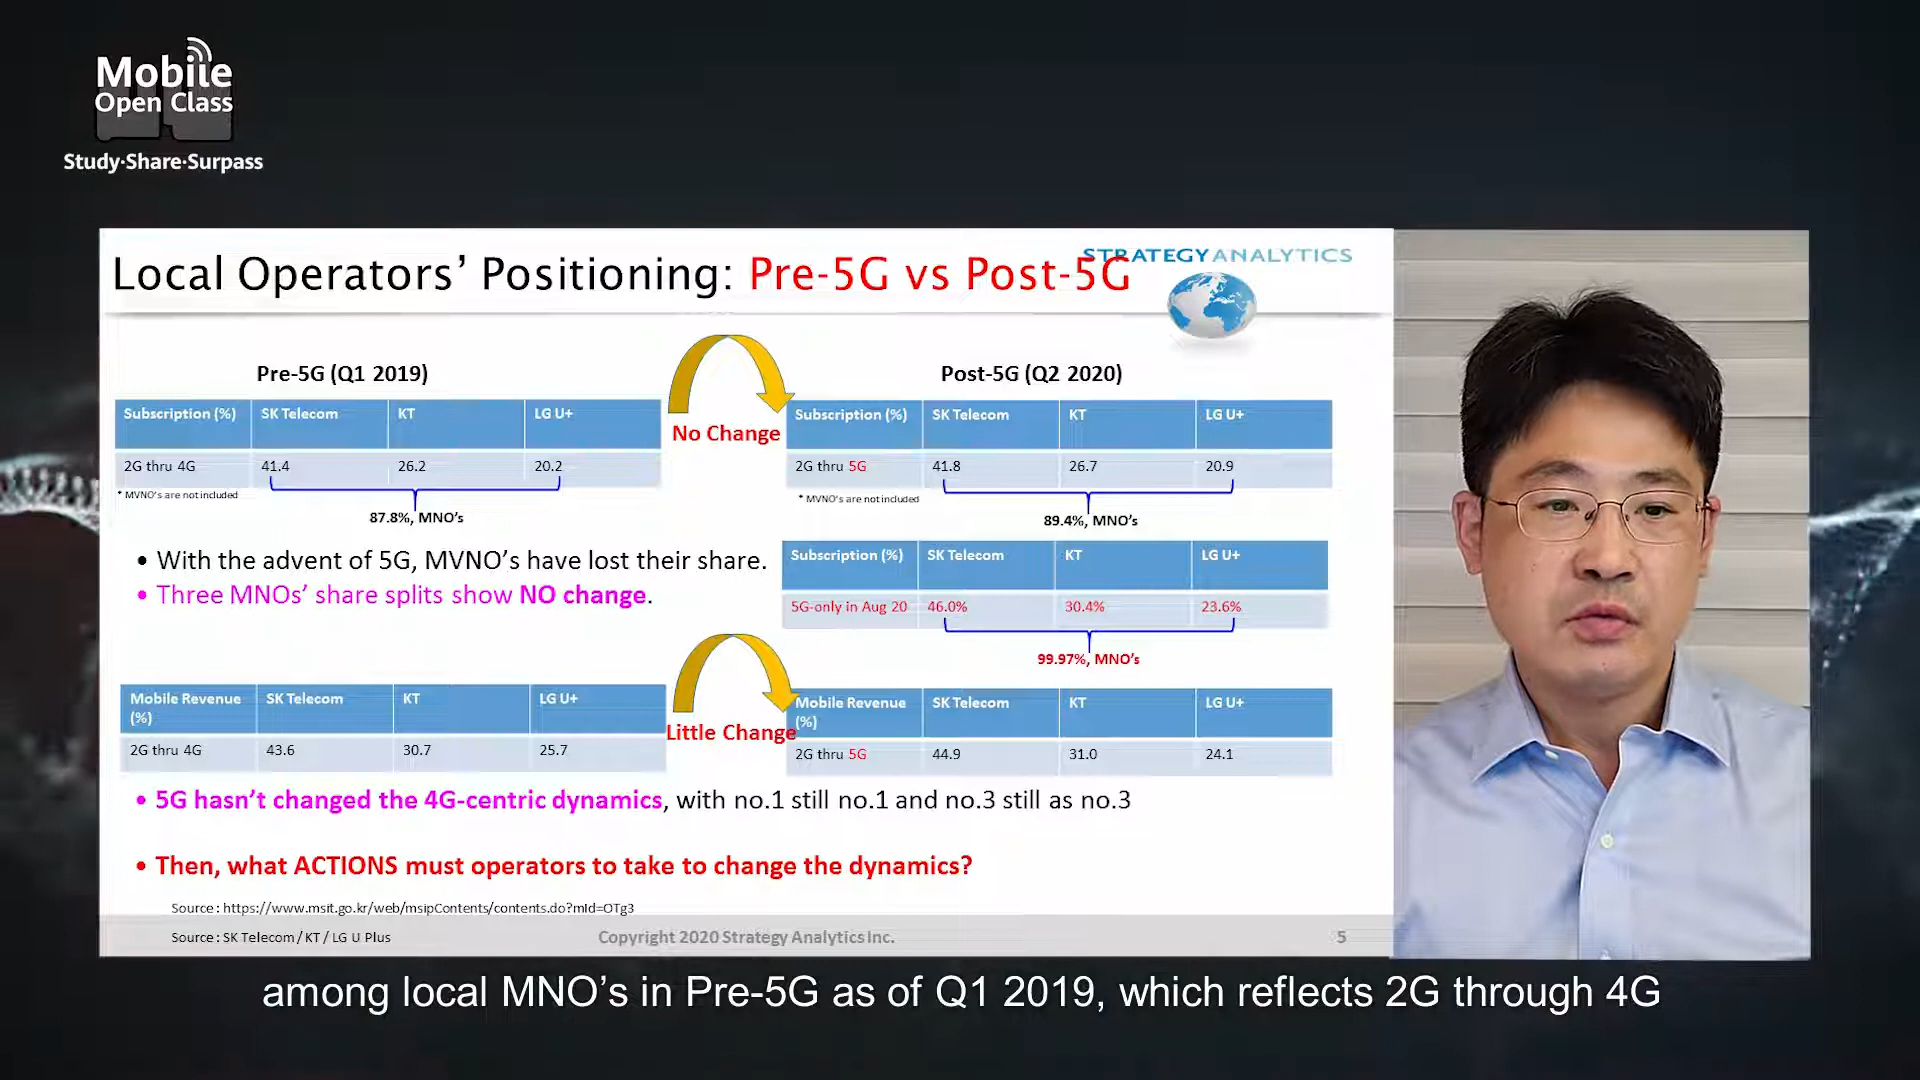 Mobile
Open Class
Study·Share·Surpass
Local Operators’ Positioning: Pre-5G vs Post-5G
STRATEGYANALYTICS
Pre-5G (Q1 2019)
Subscription (%) SK Telecom KT LG U+
2G thru 4G 41.4 26.2 20.2
* MVNO's are not included
87.8%, MNO's
No Change
Post-5G (Q2 2020)
Subscription (%) SK Telecom KT LG U+
2G thru 5G 41.8 26.7 20.9
* MVNO's are not included
89.4%, MNO's
• With the advent of 5G, MVNO's have lost their share.
• Three MNOs' share splits show NO change.
Subscription (%) SK Telecom KT LG U+
5G-only in Aug 20 46.0% 30.4% 23.6%
99.97%, MNO's
Mobile Revenue (%) SK Telecom KT LG U+
2G thru 4G 43.6 30.7 25.7
Little Change
Mobile Revenue (%) SK Telecom KT LG U+
2G thru 5G 44.9 31.0 24.1
• 5G hasn't changed the 4G-centric dynamics, with no.1 still no.1 and no.3 still as no.3
• Then, what ACTIONS must operators to take to change the dynamics?
Source : https://www.msit.go.kr/web/msipContents/contents.do?mId=OTg3
Source : SK Telecom / KT / LG U Plus
Copyright 2020 Strategy Analytics Inc.
5
among local MNO’s in Pre-5G as of Q1 2019, which reflects 2G through 4G